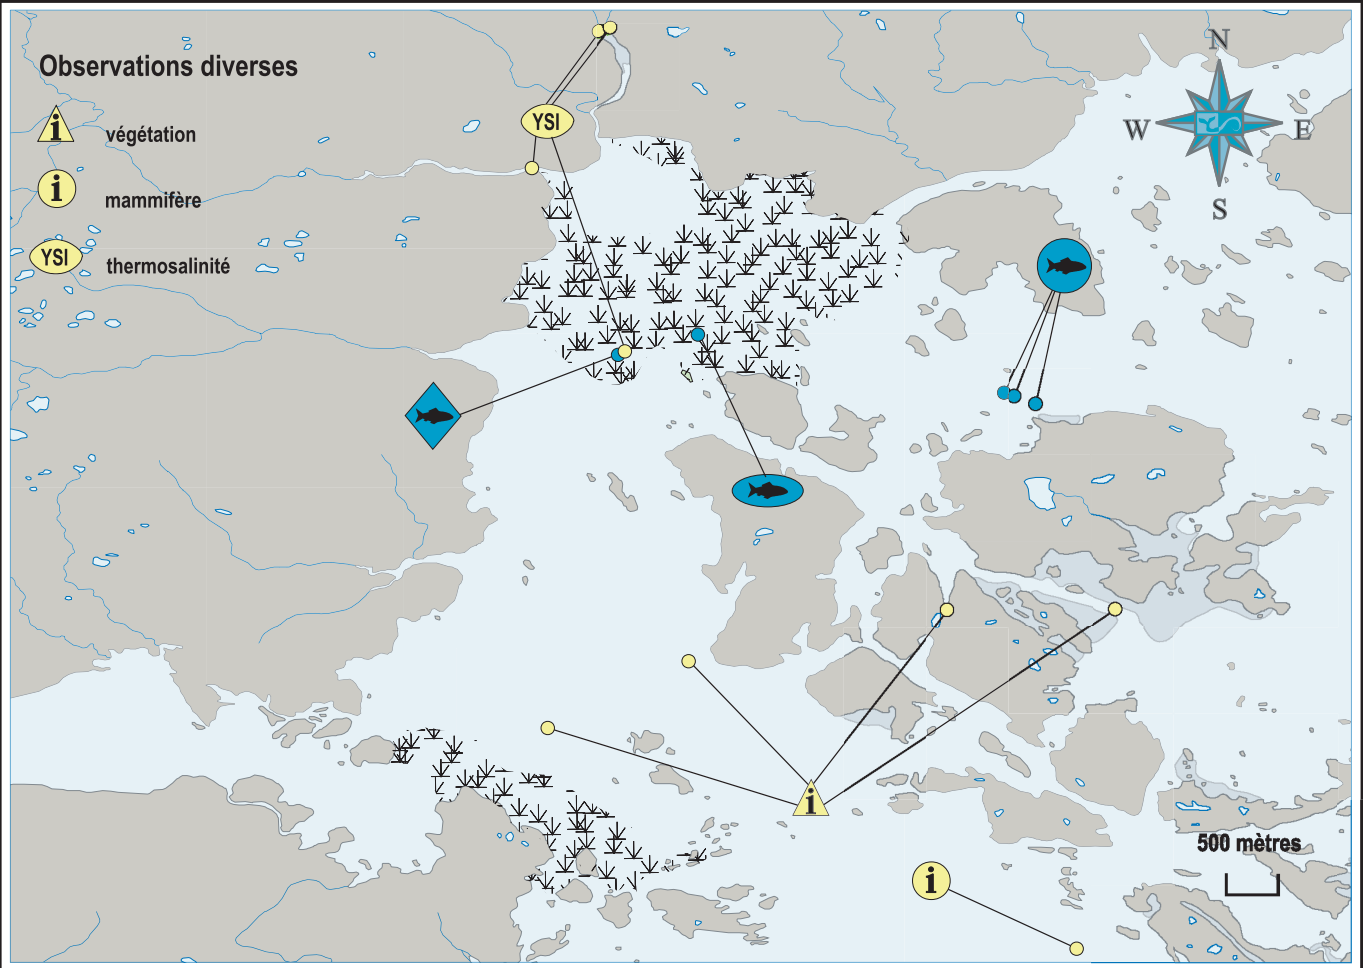 Observations diverses
i végétation
i mammifère
YSI thermosalinité
YSI
N
W E
S
i
i
500 mètres